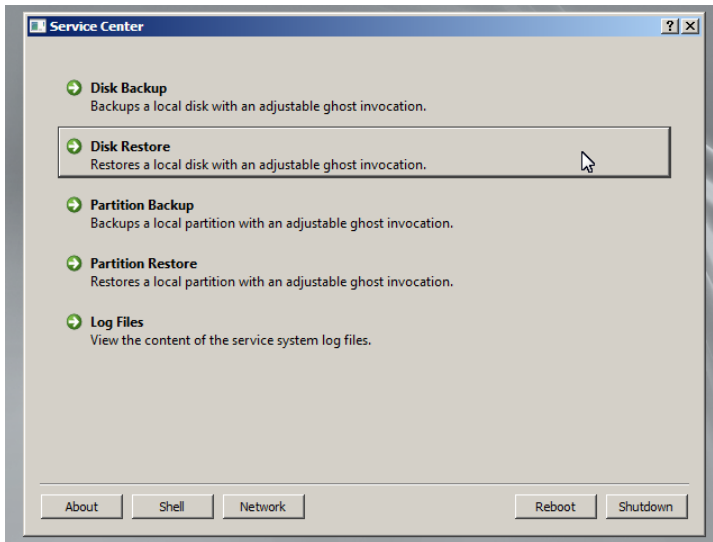 Service Center
Disk Backup
Backups a local disk with an adjustable ghost invocation.
Disk Restore
Restores a local disk with an adjustable ghost invocation.
Partition Backup
Backups a local partition with an adjustable ghost invocation.
Partition Restore
Restores a local partition with an adjustable ghost invocation.
Log Files
View the content of the service system log files.
About Shell Network Reboot Shutdown